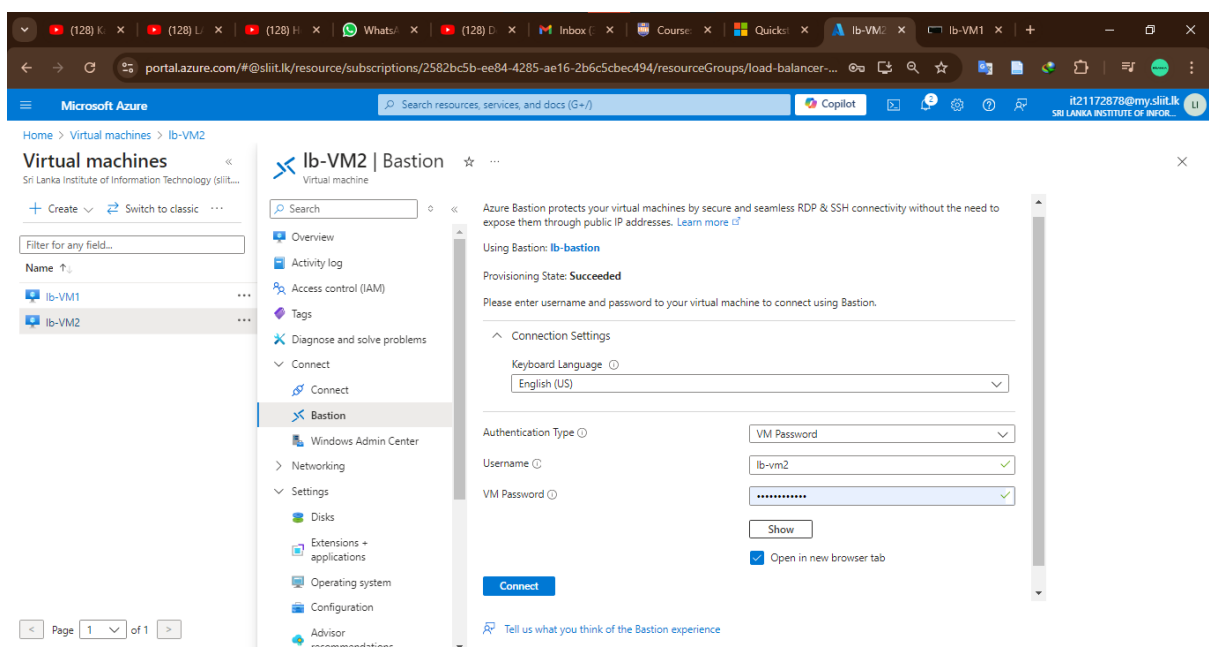 (128) K
(128) L
(128) H
WhatsA
(128) D
Inbox (
Course:
Quickst
lb-VM2
lb-VM1
portal.azure.com/#@sliit.lk/resource/subscriptions/2582bc5b-ee84-4285-ae16-2b6c5cbec494/resourceGroups/load-balancer-...
Microsoft Azure
Search resources, services, and docs (G+/)
Copilot
2
it21172878@my.sliit.lk
SRI LANKA INSTITUTE OF INFOR...
LI
Home > Virtual machines > lb-VM2
Virtual machines
Sri Lanka Institute of Information Technology (sliit....
Create
Switch to classic
Filter for any field...
Name
lb-VM1
lb-VM2
Page 1 of 1
lb-VM2 | Bastion
Virtual machine
Search
Overview
Activity log
Access control (IAM)
Tags
Diagnose and solve problems
Connect
Connect
Bastion
Windows Admin Center
Networking
Settings
Disks
Extensions +
applications
Operating system
Configuration
Advisor
recommendations
Azure Bastion protects your virtual machines by secure and seamless RDP & SSH connectivity without the need to
expose them through public IP addresses. Learn more
Using Bastion: lb-bastion
Provisioning State: Succeeded
Please enter username and password to your virtual machine to connect using Bastion.
Connection Settings
Keyboard Language
English (US)
Authentication Type
VM Password
Username
lb-vm2
VM Password
••••••••••••
Show
Open in new browser tab
Connect
Tell us what you think of the Bastion experience